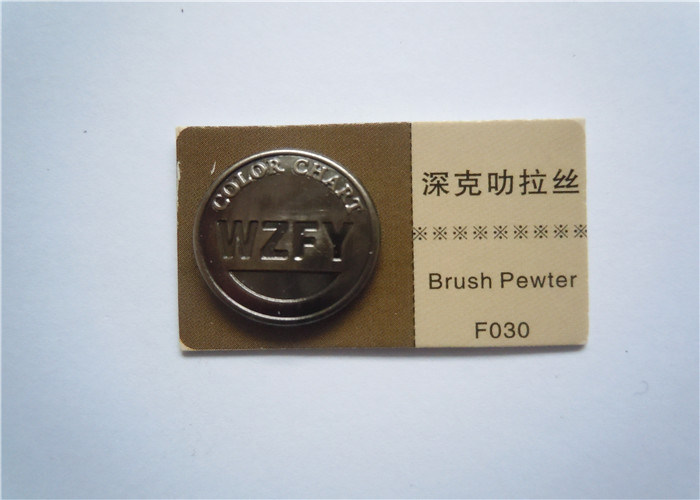 COLOR CHART
WZFY
深克叻拉丝
※※※※※※※※※
Brush Pewter
F030